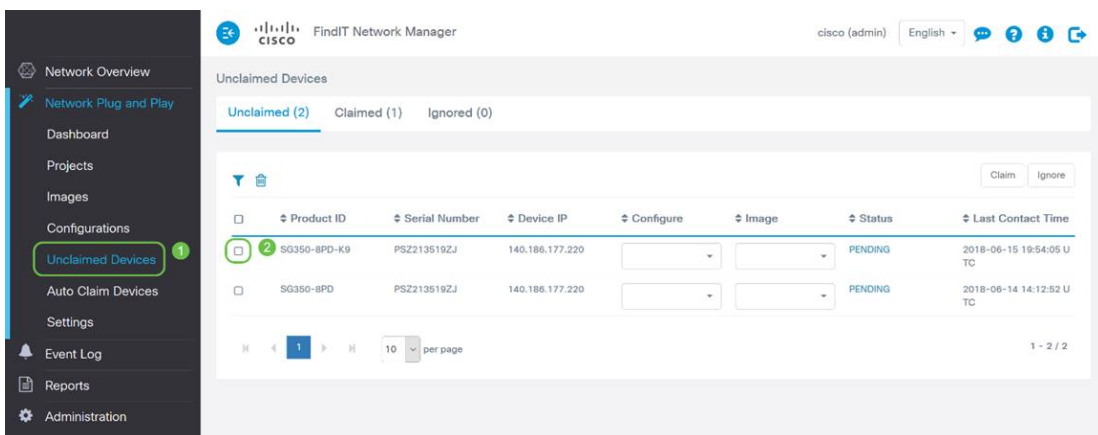 CISCO FindIT Network Manager cisco (admin) English
Network Overview
Network Plug and Play
Dashboard
Projects
Images
Configurations
Unclaimed Devices 1
Auto Claim Devices
Settings
Event Log
Reports
Administration
Unclaimed Devices
Unclaimed (2) Claimed (1) Ignored (0)
Claim Ignore
Product ID Serial Number Device IP Configure Image Status Last Contact Time
2 SG350-8PD-K9 PSZ213519ZJ 140.186.177.220 PENDING 2018-06-15 19:54:05 U
TC
SG350-8PD PSZ213519ZJ 140.186.177.220 PENDING 2018-06-14 14:12:52 U
TC
1 10 per page 1 - 2 / 2